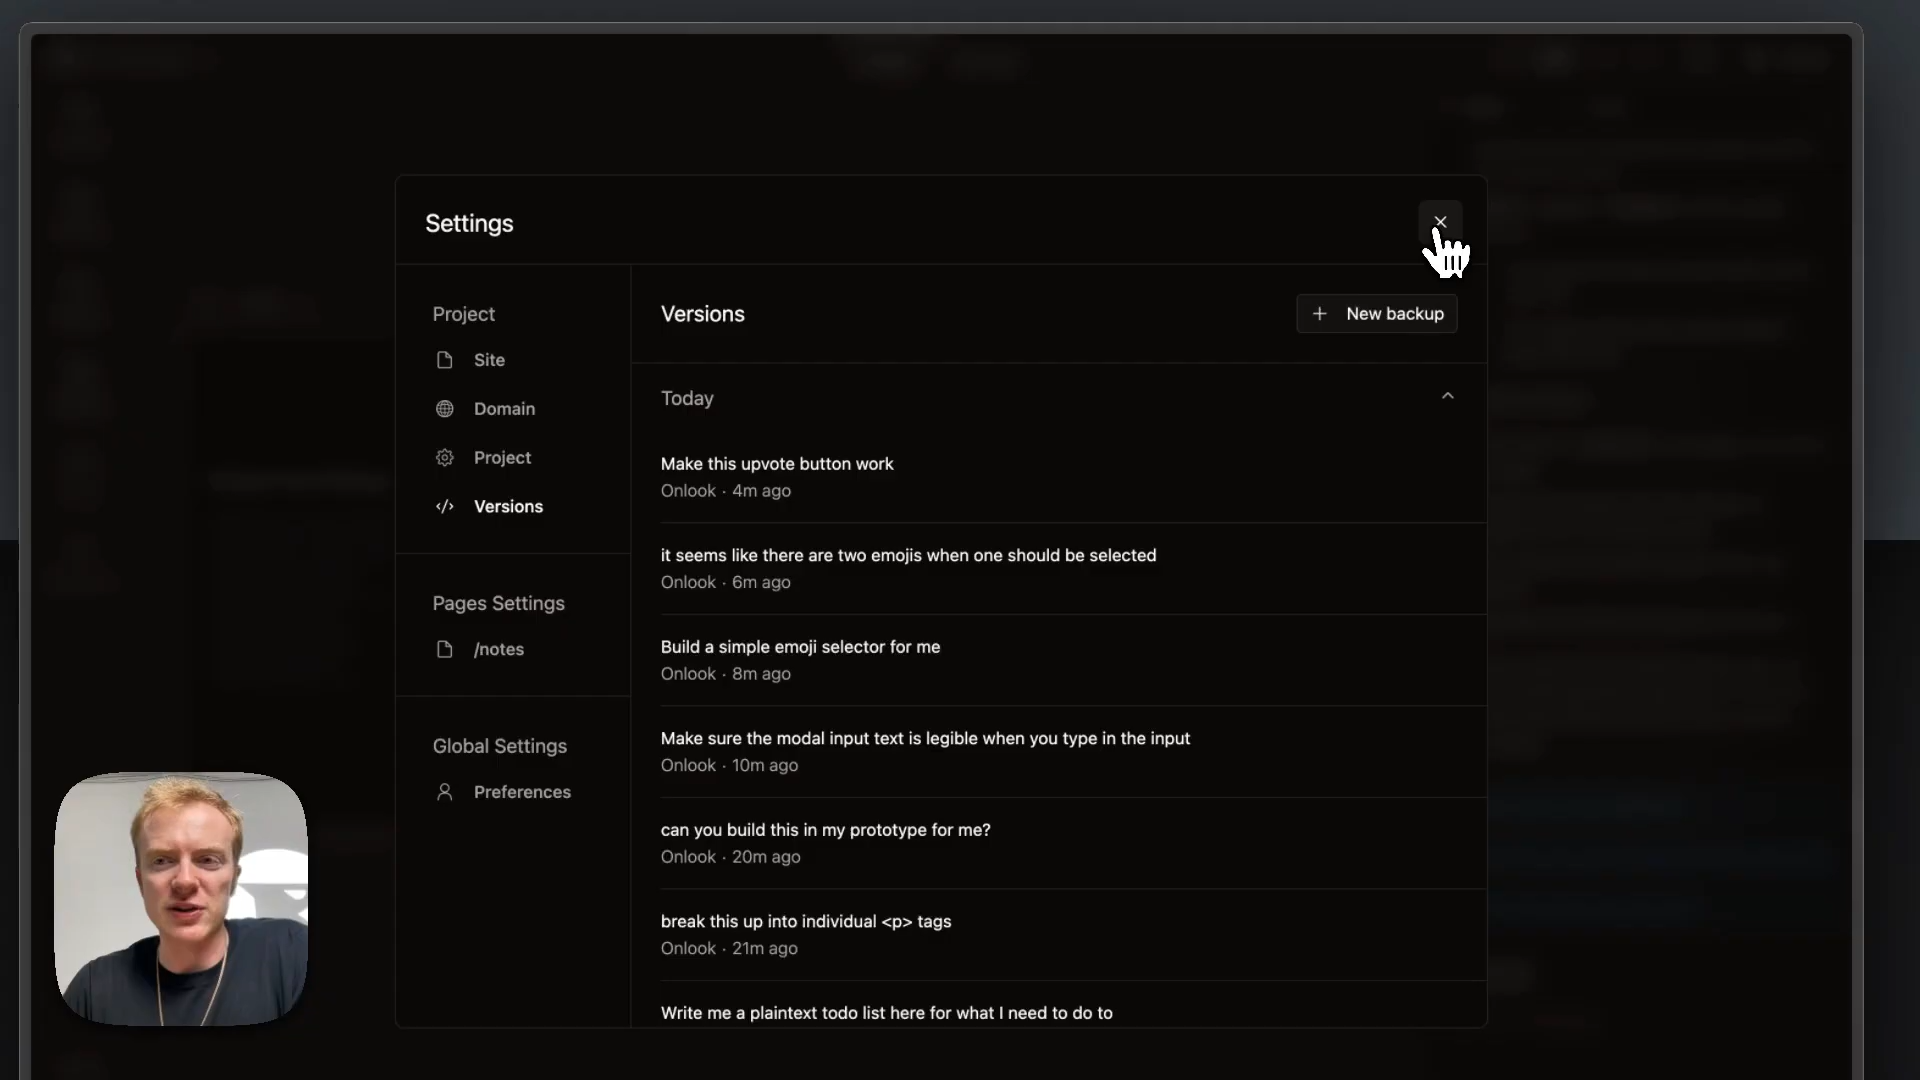 Settings
Project
Site
Domain
Project
Versions
Pages Settings
/notes
Global Settings
Preferences
Versions
New backup
Today
Make this upvote button work
Onlook · 4m ago
it seems like there are two emojis when one should be selected
Onlook · 6m ago
Build a simple emoji selector for me
Onlook · 8m ago
Make sure the modal input text is legible when you type in the input
Onlook · 10m ago
can you build this in my prototype for me?
Onlook · 20m ago
break this up into individual <p> tags
Onlook · 21m ago
Write me a plaintext todo list here for what I need to do to